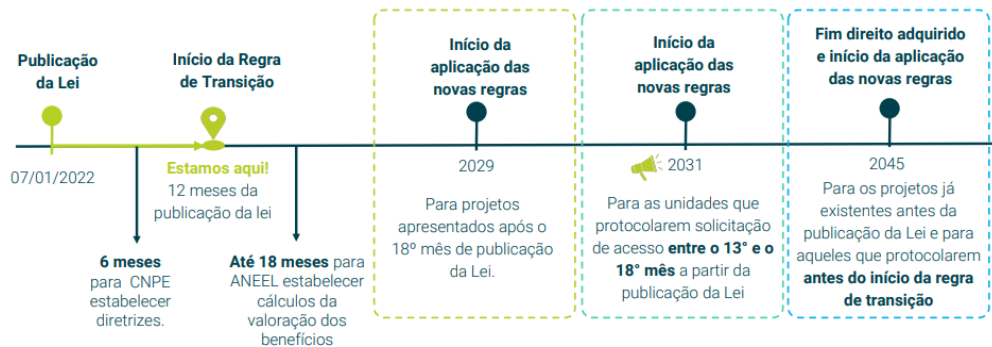 Publicação
da Lei
07/01/2022
Início da Regra
de Transição
Estamos aqui!
12 meses da
publicação da lei
6 meses
para CNPE
estabelecer
diretrizes.
Até 18 meses para
ANEEL estabelecer
cálculos da
valoração dos
benefícios
Início da
aplicação das
novas regras
2029
Para projetos
apresentados após o
18º mês de publicação
da Lei.
Início da
aplicação das
novas regras
2031
Para as unidades que
protocolarem solicitação
de acesso entre o 13° e o
18° mês a partir da
publicação da Lei
Fim direito adquirido
e início da aplicação
das novas regras
2045
Para os projetos já
existentes antes da
publicação da Lei e para
aqueles que protocolarem
antes do início da regra
de transição